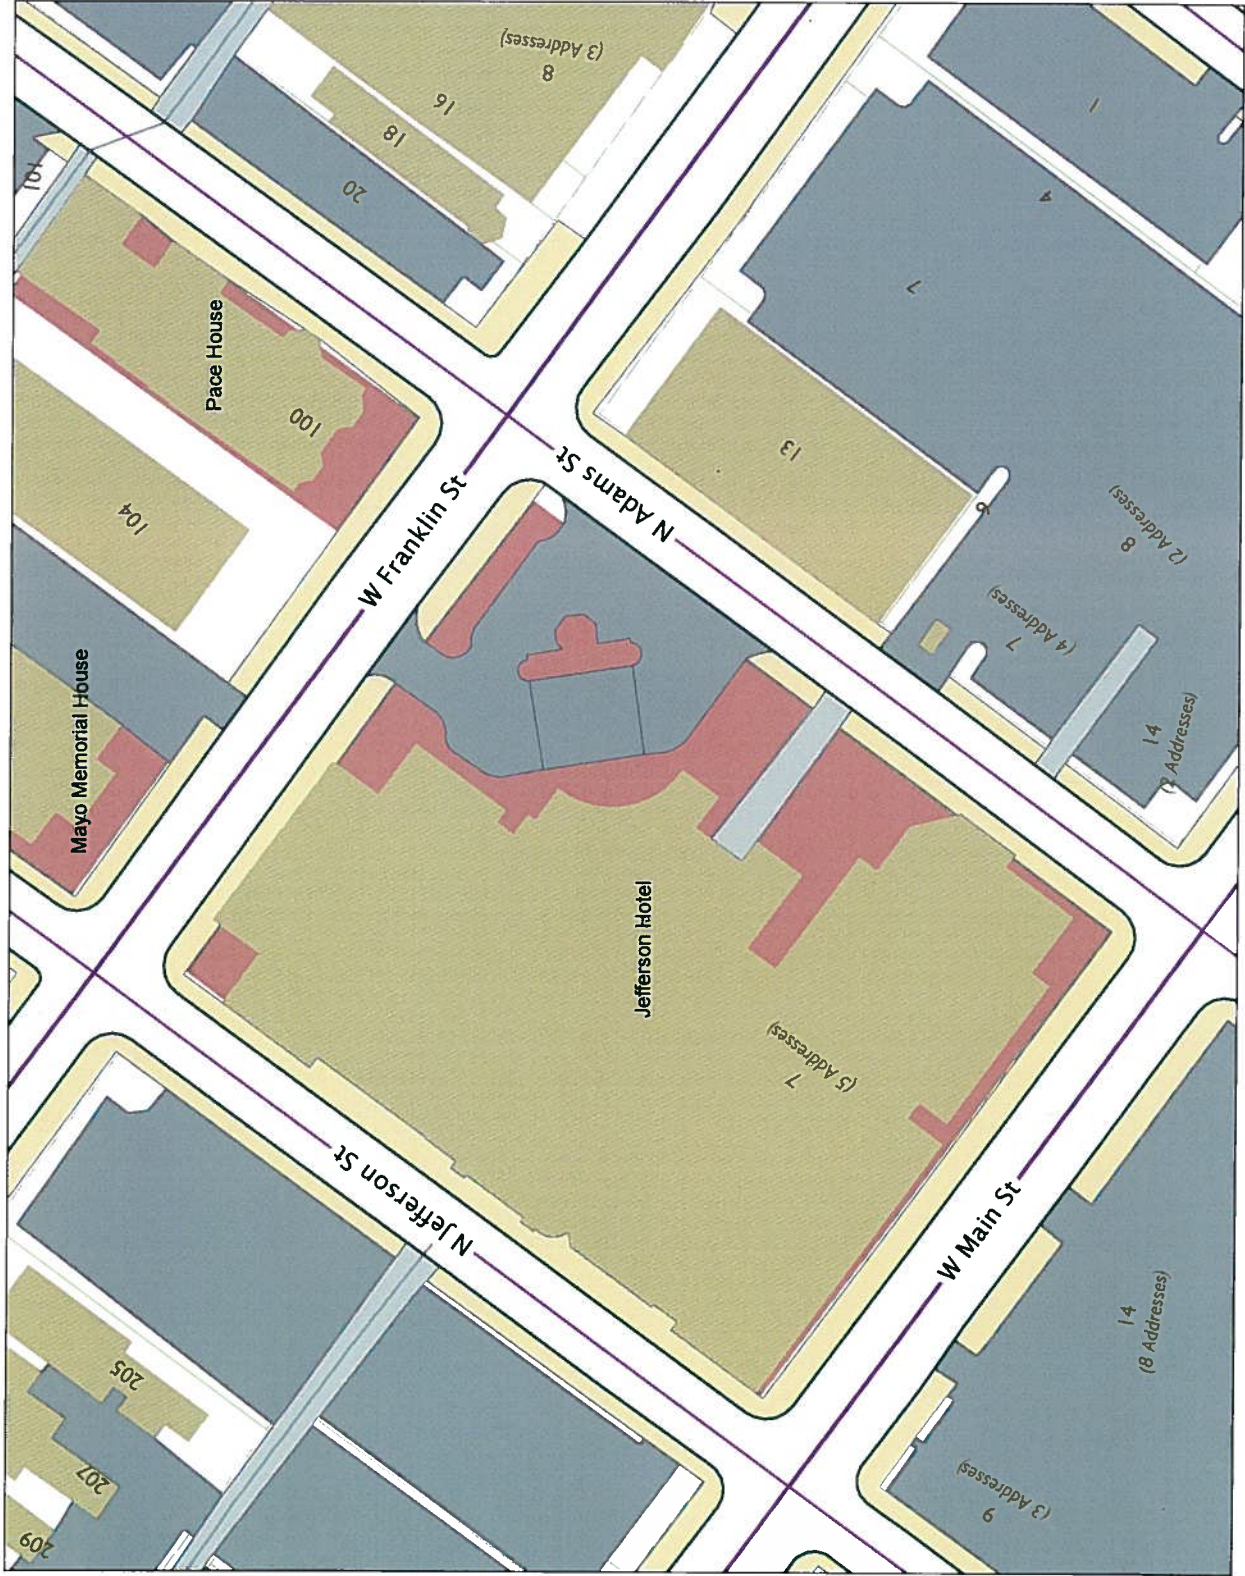 8
(3 Addresses)
16
18
20
101
1
4
7
Pace House
100
13
104
W Franklin St
N Adams St
6
8
(2 Addresses)
7
(4 Addresses)
14
(2 Addresses)
Mayo Memorial House
Jefferson Hotel
7
(5 Addresses)
N Jefferson St
W Main St
14
(8 Addresses)
205
207
209
9
(3 Addresses)